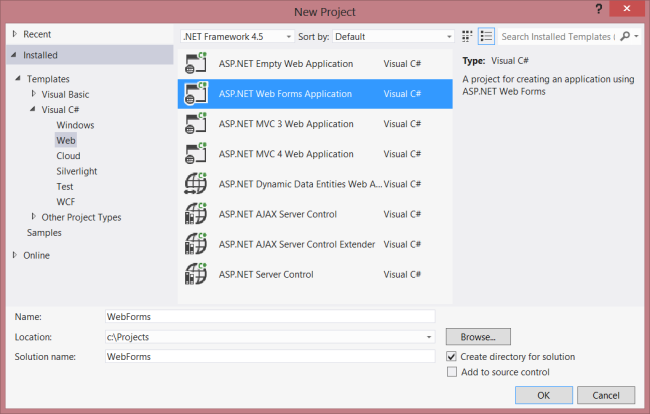 New Project
?
Recent
Installed
Templates
Visual Basic
Visual C#
Windows
Web
Cloud
Silverlight
Test
WCF
Other Project Types
Samples
Online
.NET Framework 4.5
Sort by:
Default
Search Installed Templates
ASP.NET Empty Web Application Visual C#
ASP.NET Web Forms Application Visual C#
ASP.NET MVC 3 Web Application Visual C#
ASP.NET MVC 4 Web Application Visual C#
ASP.NET Dynamic Data Entities Web A... Visual C#
ASP.NET AJAX Server Control Visual C#
ASP.NET AJAX Server Control Extender Visual C#
ASP.NET Server Control Visual C#
Type: Visual C#
A project for creating an application using
ASP.NET Web Forms
Name: WebForms
Location: c:\Projects
Browse...
Solution name: WebForms
Create directory for solution
Add to source control
OK
Cancel